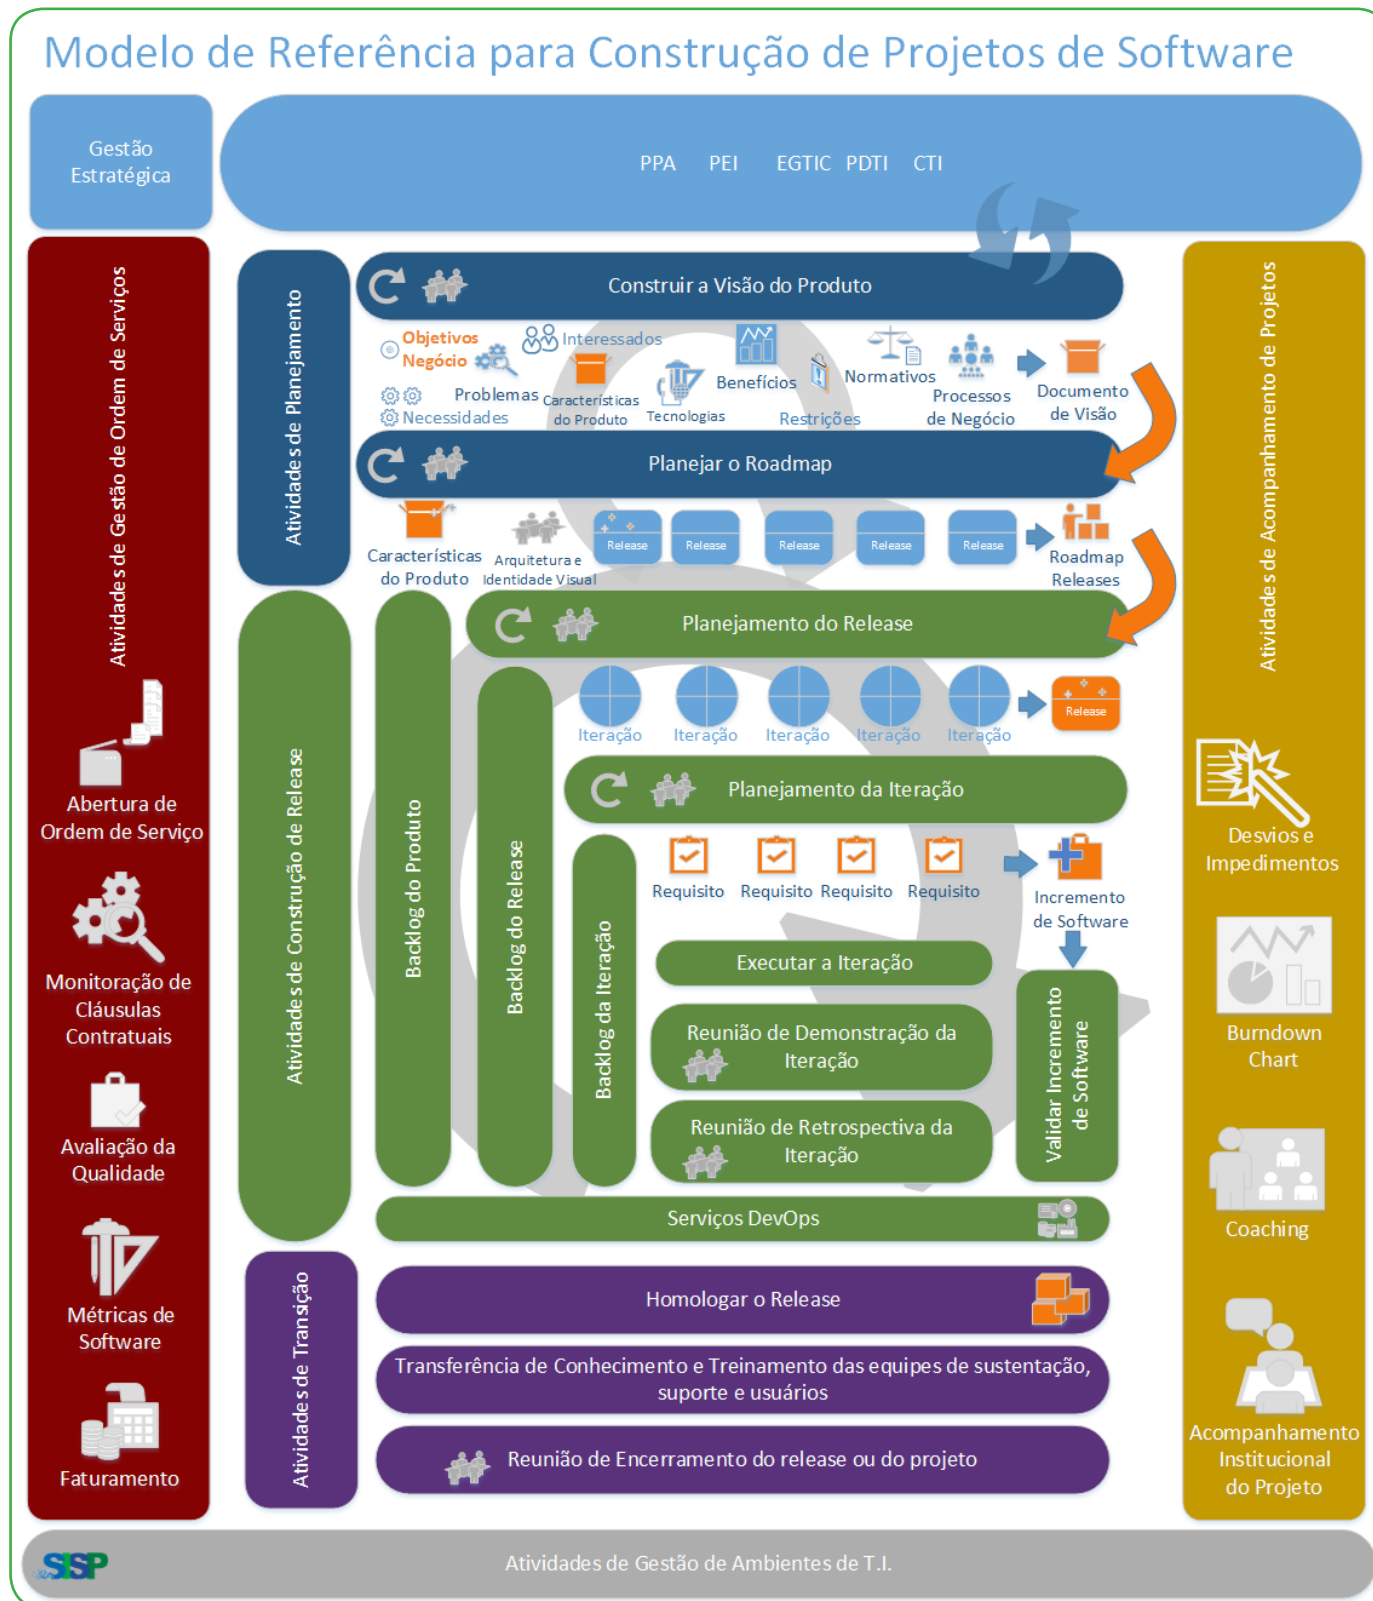 Modelo de Referência para Construção de Projetos de Software
Gestão
Estratégica
PPA PEI EGTIC PDTI CTI
Atividades de Gestão de Ordem de Serviços
Abertura de
Ordem de Serviço
Monitoração de
Cláusulas
Contratuais
Avaliação da
Qualidade
Métricas de
Software
Faturamento
Atividades de Planejamento
Construir a Visão do Produto
Objetivos
Negócio
Problemas
Necessidades
Interessados
Características
do Produto
Tecnologias
Benefícios
Restrições
Normativos
Processos
de Negócio
Documento
de Visão
Planejar o Roadmap
Características
do Produto
Arquitetura e
Identidade Visual
Release
Release
Release
Release
Release
Roadmap
Releases
Atividades de Construção de Release
Backlog do Produto
Planejamento do Release
Backlog do Release
Iteração
Iteração
Iteração
Iteração
Iteração
Release
Planejamento da Iteração
Backlog da Iteração
Requisito
Requisito
Requisito
Requisito
Incremento
de Software
Executar a Iteração
Reunião de Demonstração da
Iteração
Reunião de Retrospectiva da
Iteração
Validar Incremento
de Software
Serviços DevOps
Atividades de Transição
Homologar o Release
Transferência de Conhecimento e Treinamento das equipes de sustentação,
suporte e usuários
Reunião de Encerramento do release ou do projeto
Atividades de Acompanhamento de Projetos
Desvios e
Impedimentos
Burndown
Chart
Coaching
Acompanhamento
Institucional
do Projeto
SISP
Atividades de Gestão de Ambientes de T.I.